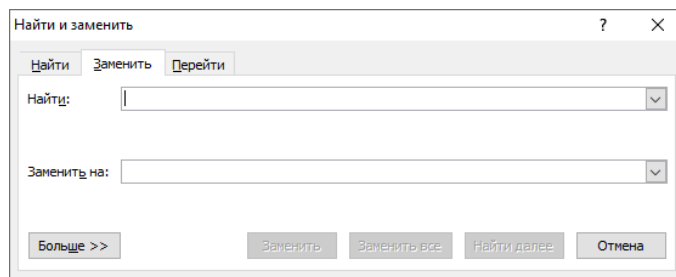 Найти и заменить ?
Найти Заменить Перейти
Найти:
Заменить на:
Больше >> Заменить Заменить все Найти далее Отмена